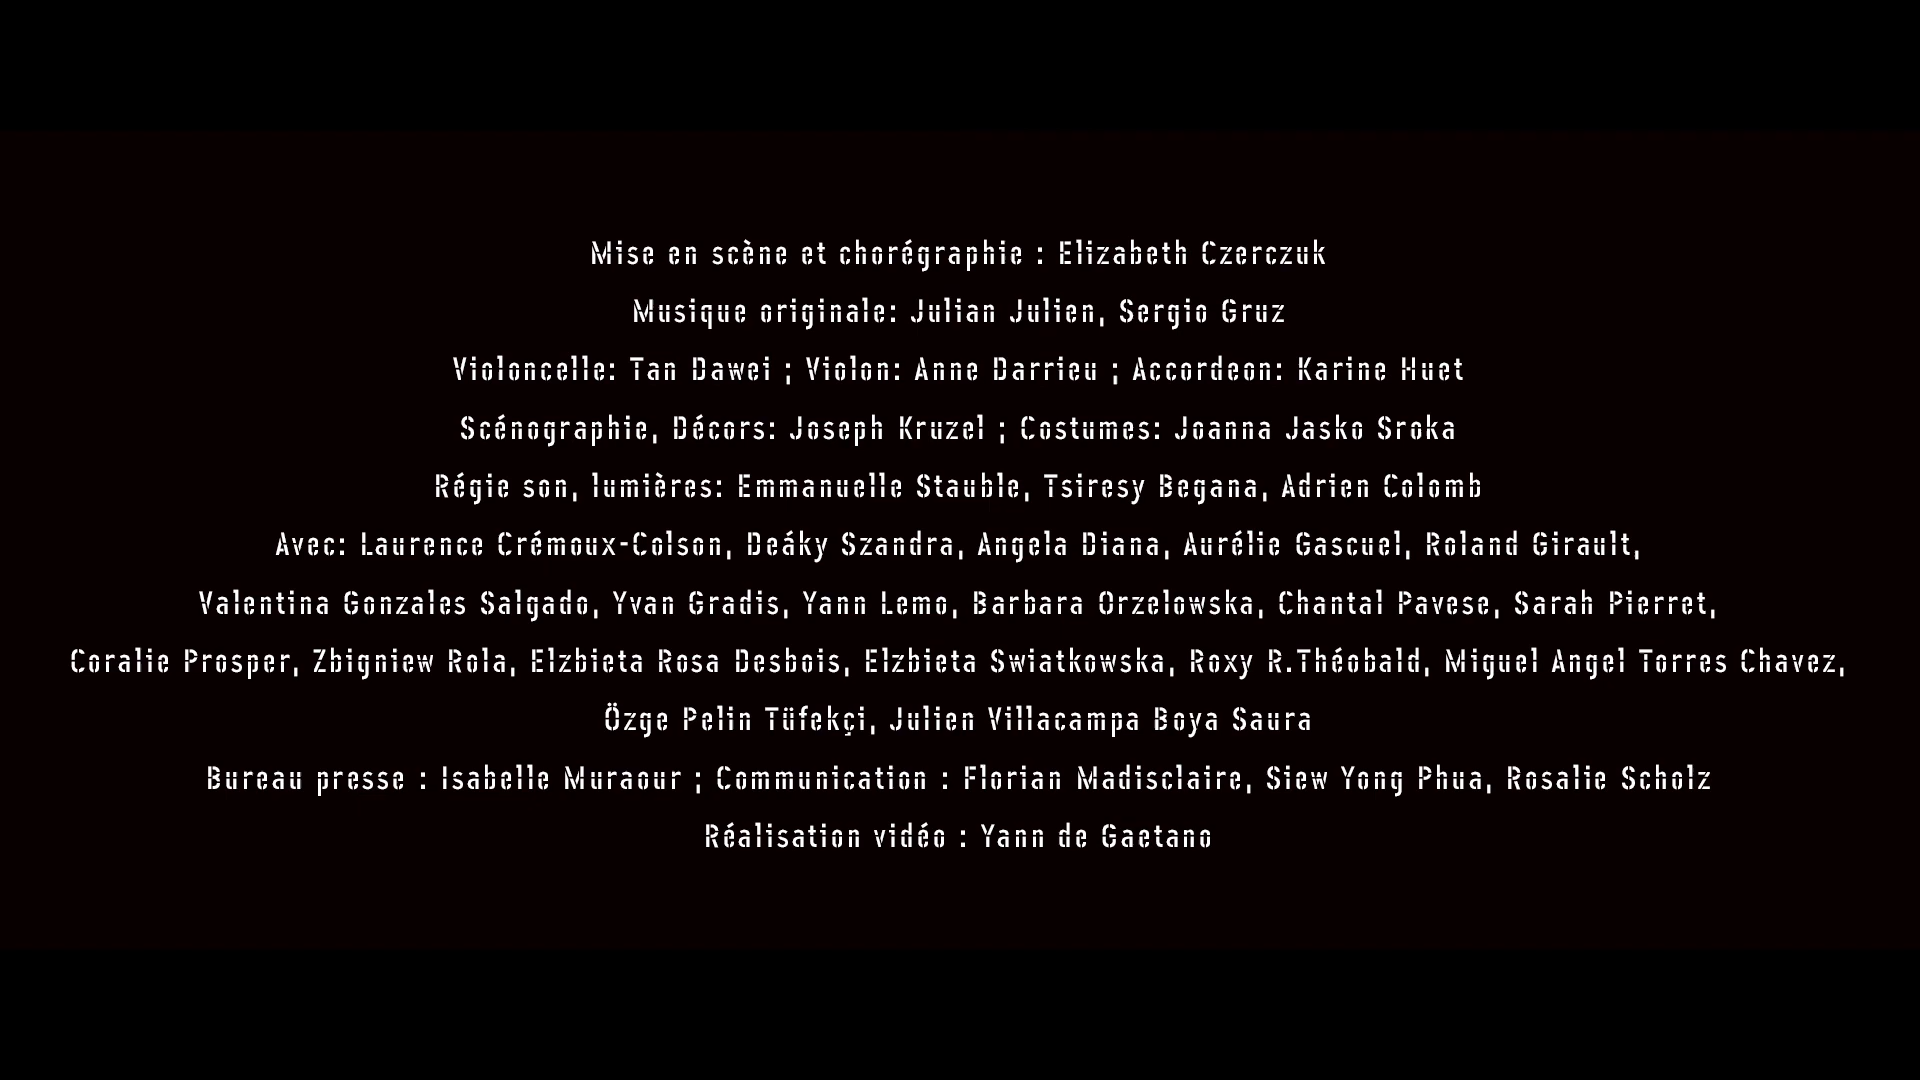 Mise en scène et chorégraphie : Elizabeth Czerczuk
Musique originale: Julian Julien, Sergio Gruz
Violoncelle: Tan Dawei ; Violon: Anne Darrieu ; Accordeon: Karine Huet
Scénographie, Décors: Joseph Kruzel ; Costumes: Joanna Jasko Sroka
Régie son, lumières: Emmanuelle Stauble, Tsiresy Begana, Adrien Colomb
Avec: Laurence Crémoux-Colson, Deáky Szandra, Angela Diana, Aurélie Gascuel, Roland Girault,
Valentina Gonzales Salgado, Yvan Gradis, Yann Lemo, Barbara Orzelowska, Chantal Pavese, Sarah Pierret,
Coralie Prosper, Zbigniew Rola, Elzbieta Rosa Desbois, Elzbieta Swiatkowska, Roxy R.Théobald, Miguel Angel Torres Chavez,
Özge Pelin Tüfekçi, Julien Villacampa Boya Saura
Bureau presse : Isabelle Muraour ; Communication : Florian Madisclaire, Siew Yong Phua, Rosalie Scholz
Réalisation vidéo : Yann de Gaetano